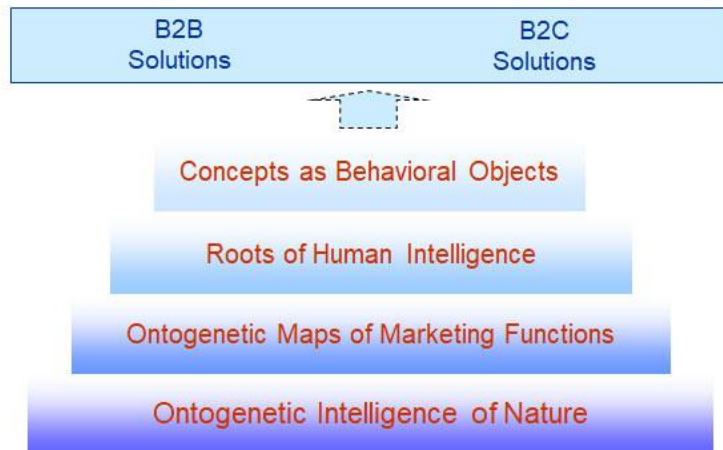 B2B B2C
Solutions Solutions
Concepts as Behavioral Objects
Roots of Human Intelligence
Ontogenetic Maps of Marketing Functions
Ontogenetic Intelligence of Nature